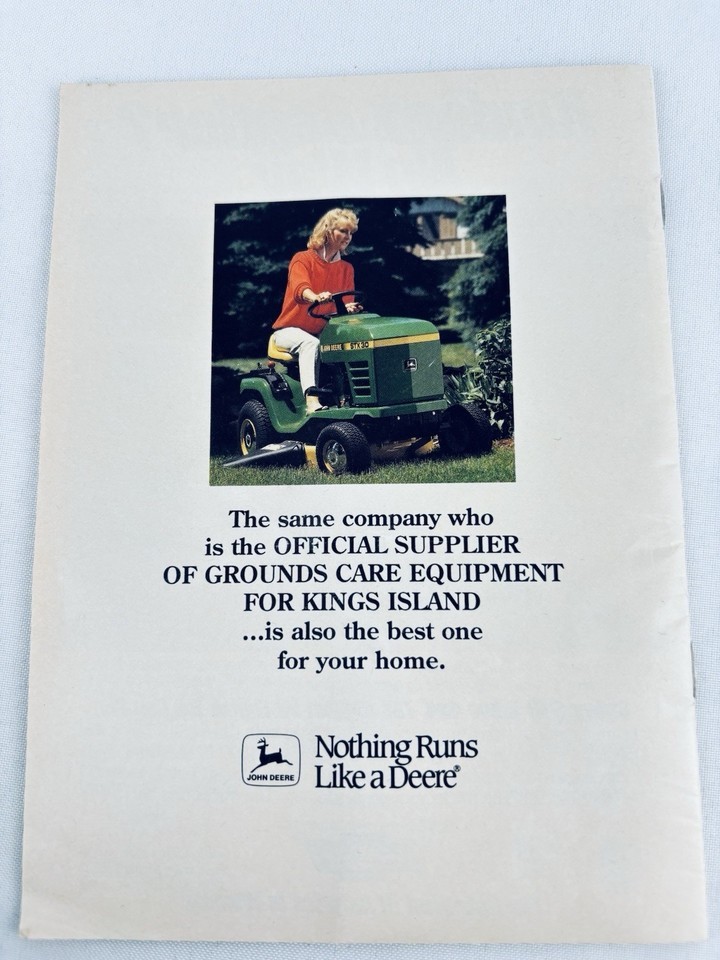 JOHN DEERE STX30
The same company who
is the OFFICIAL SUPPLIER
OF GROUNDS CARE EQUIPMENT
FOR KINGS ISLAND
...is also the best one
for your home.
JOHN DEERE
Nothing Runs
Like a Deere®